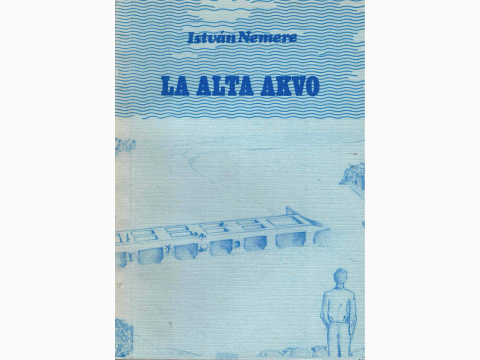 István Nemere
LA ALTA AKVO